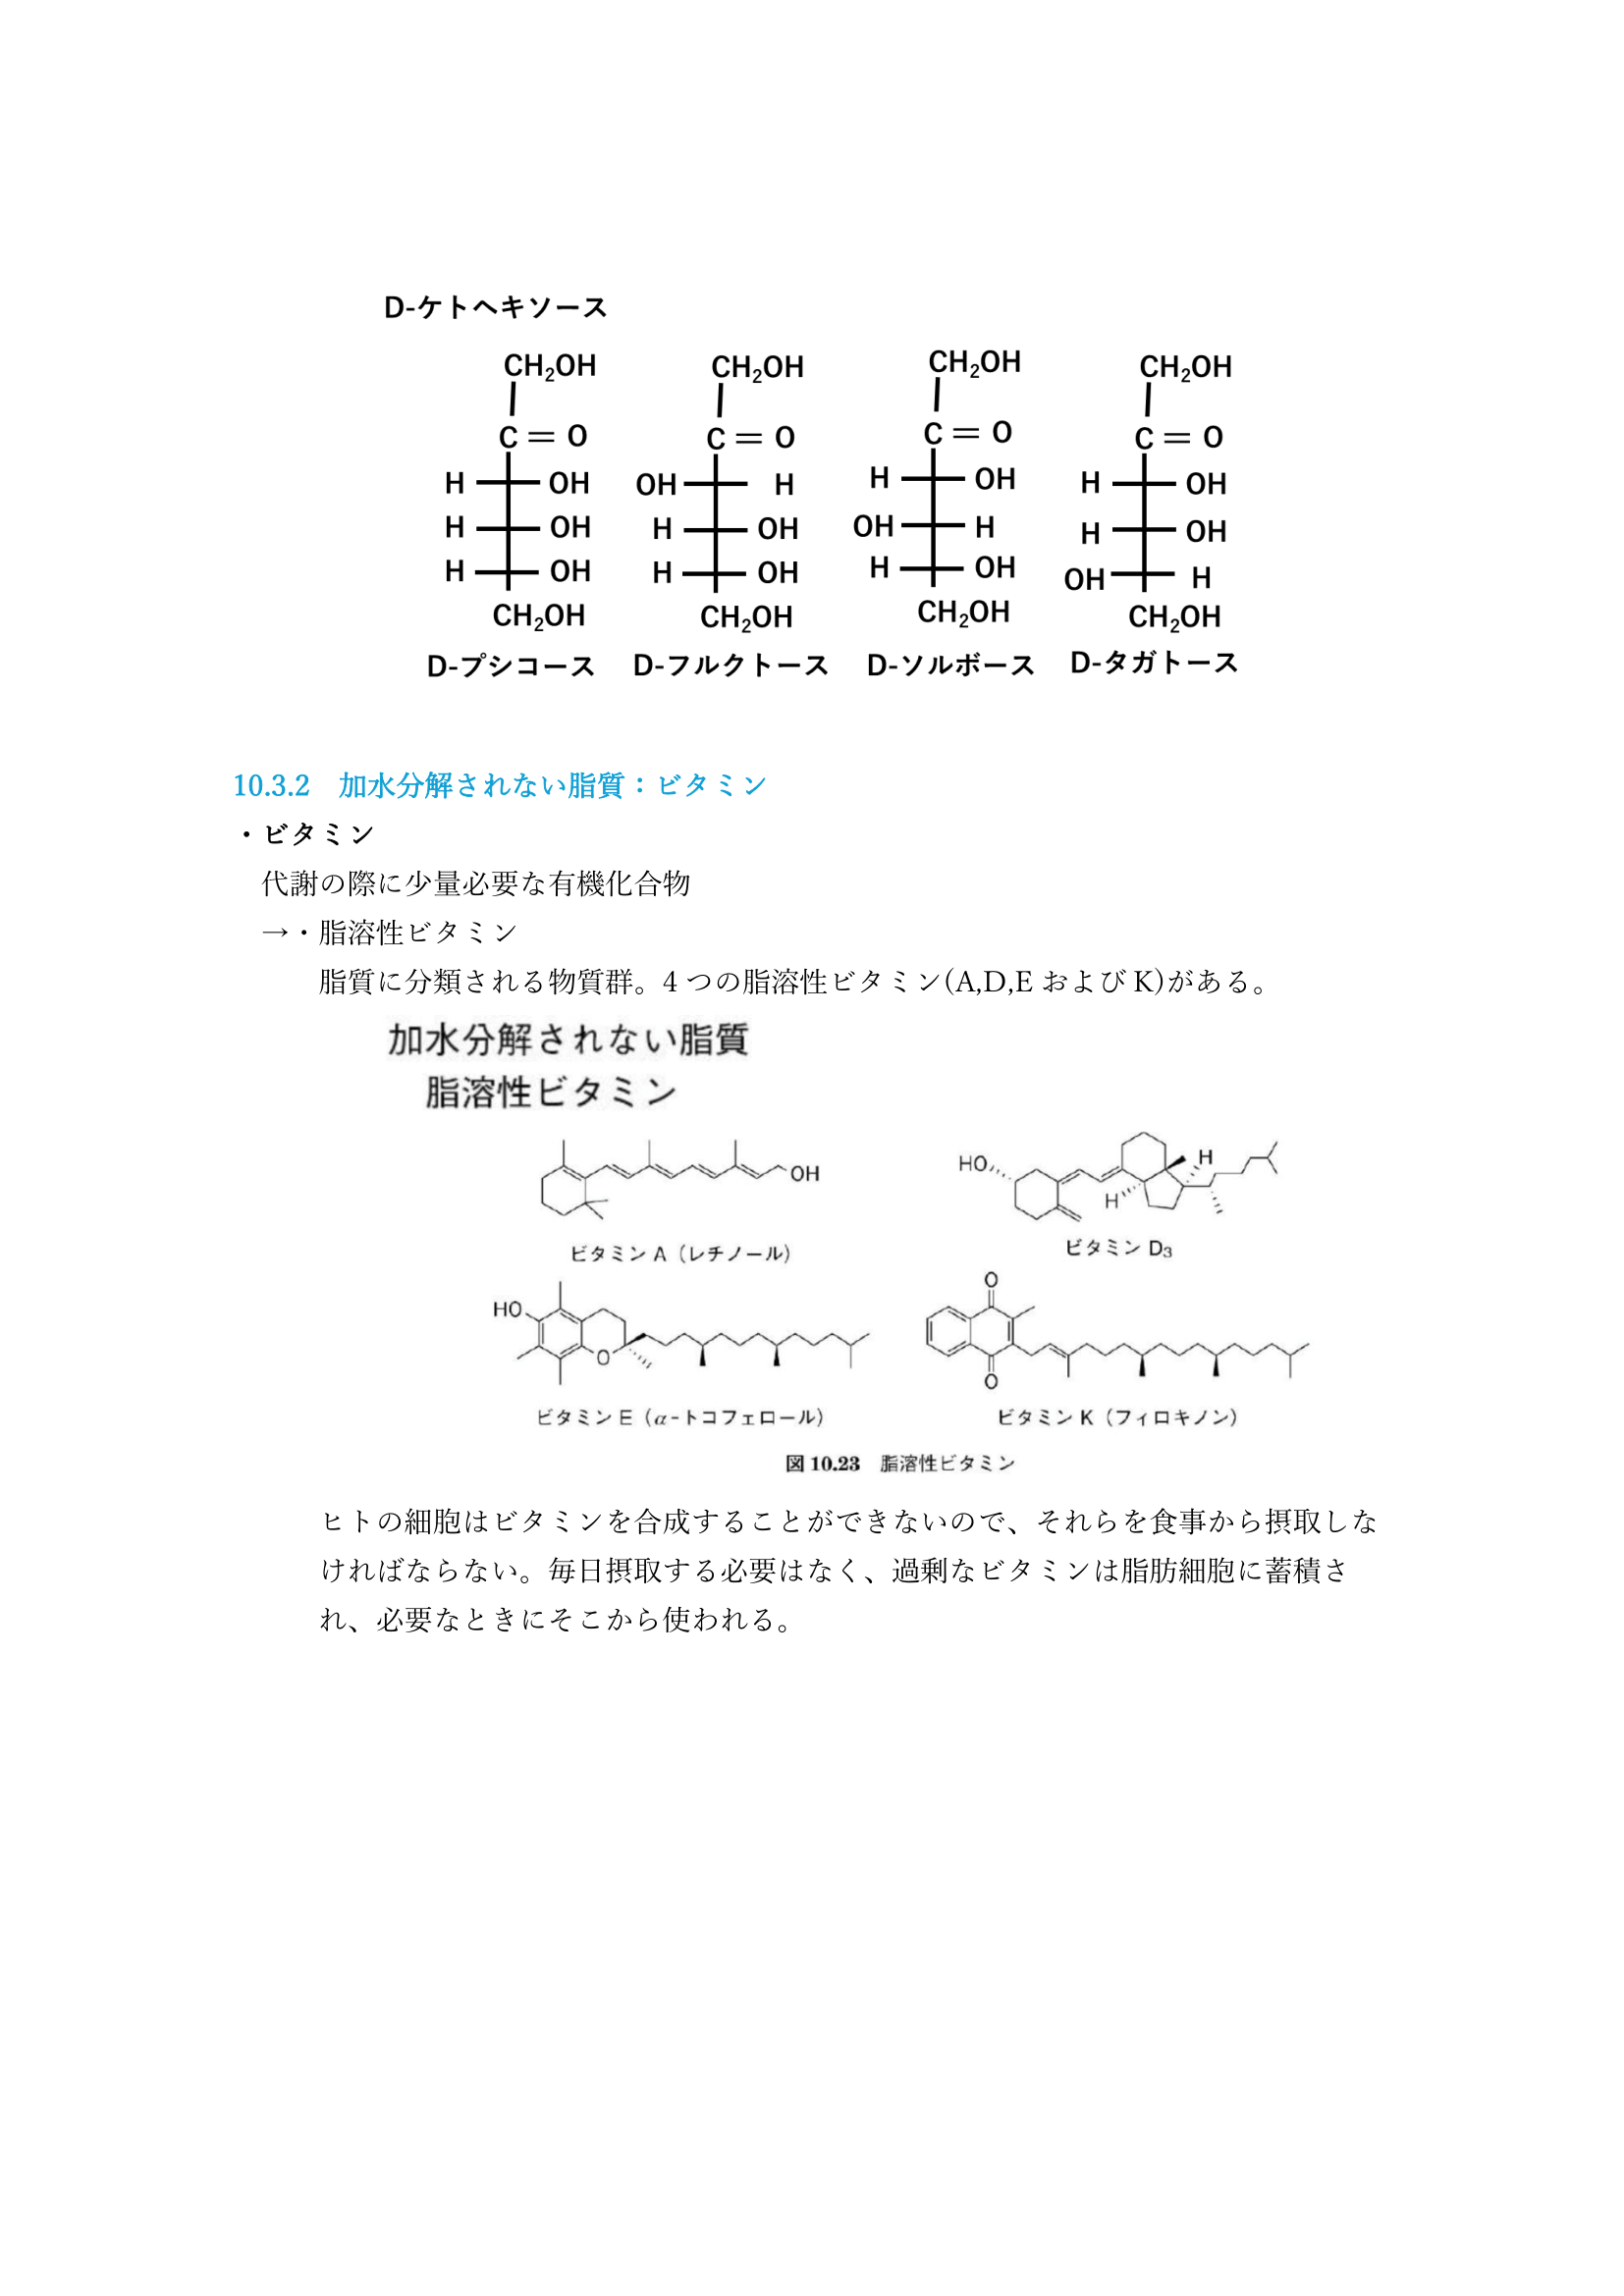 D-ケトヘキソース
CH2OH CH2OH CH2OH CH2OH
C = O C = O C = O C = O
H OH OH H H OH H OH
H OH H OH OH H H OH
H OH H OH H OH OH H
CH2OH CH2OH CH2OH CH2OH
D-プシコース D-フルクトース D-ソルボース D-タガトース
10.3.2 加水分解されない脂質：ビタミン
・ビタミン
代謝の際に少量必要な有機化合物
→・脂溶性ビタミン
脂質に分類される物質群。4 つの脂溶性ビタミン(A,D,E および K)がある。
加水分解されない脂質
脂溶性ビタミン
OH HO H H
ビタミン A（レチノール） ビタミン D3
HO O O O
ビタミン E（α-トコフェロール） ビタミン K（フィロキノン）
図 10.23 脂溶性ビタミン
ヒトの細胞はビタミンを合成することができないので、それらを食事から摂取しな
ければならない。毎日摂取する必要はなく、過剰なビタミンは脂肪細胞に蓄積さ
れ、必要なときにそこから使われる。